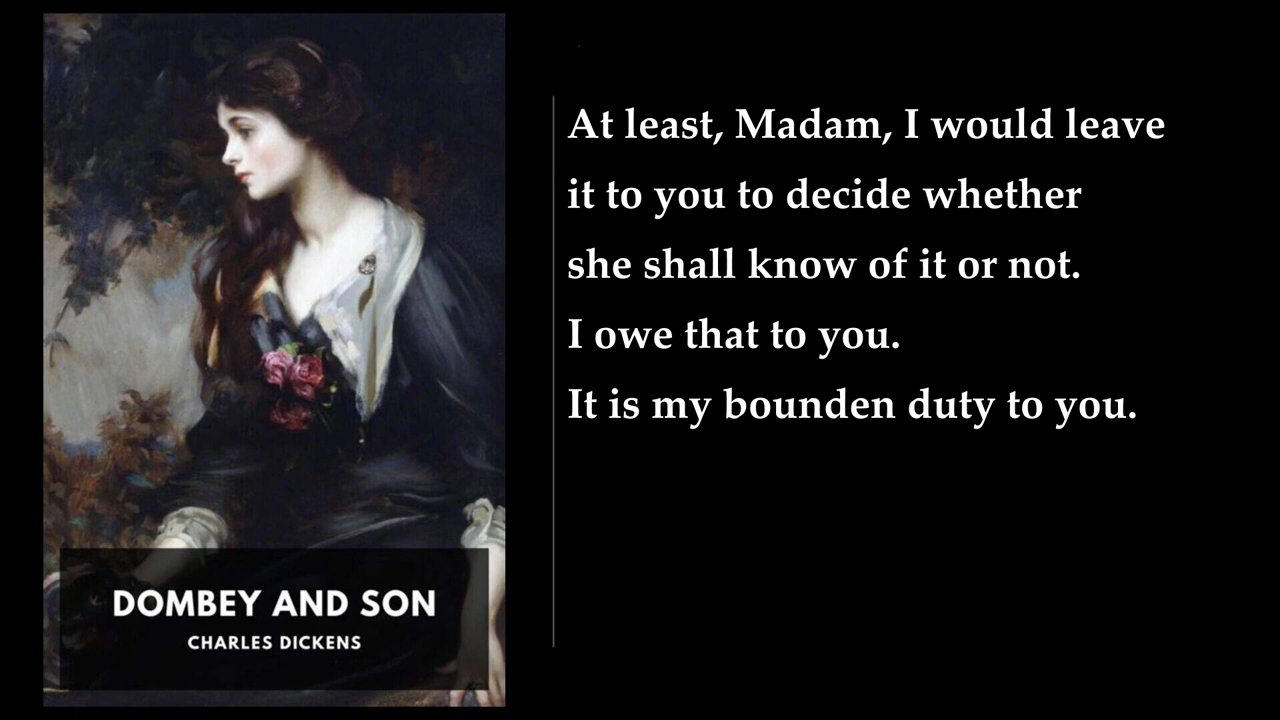 At least, Madam, I would leave
it to you to decide whether
she shall know of it or not.
I owe that to you.
It is my bounden duty to you.
DOMBEY AND SON
CHARLES DICKENS